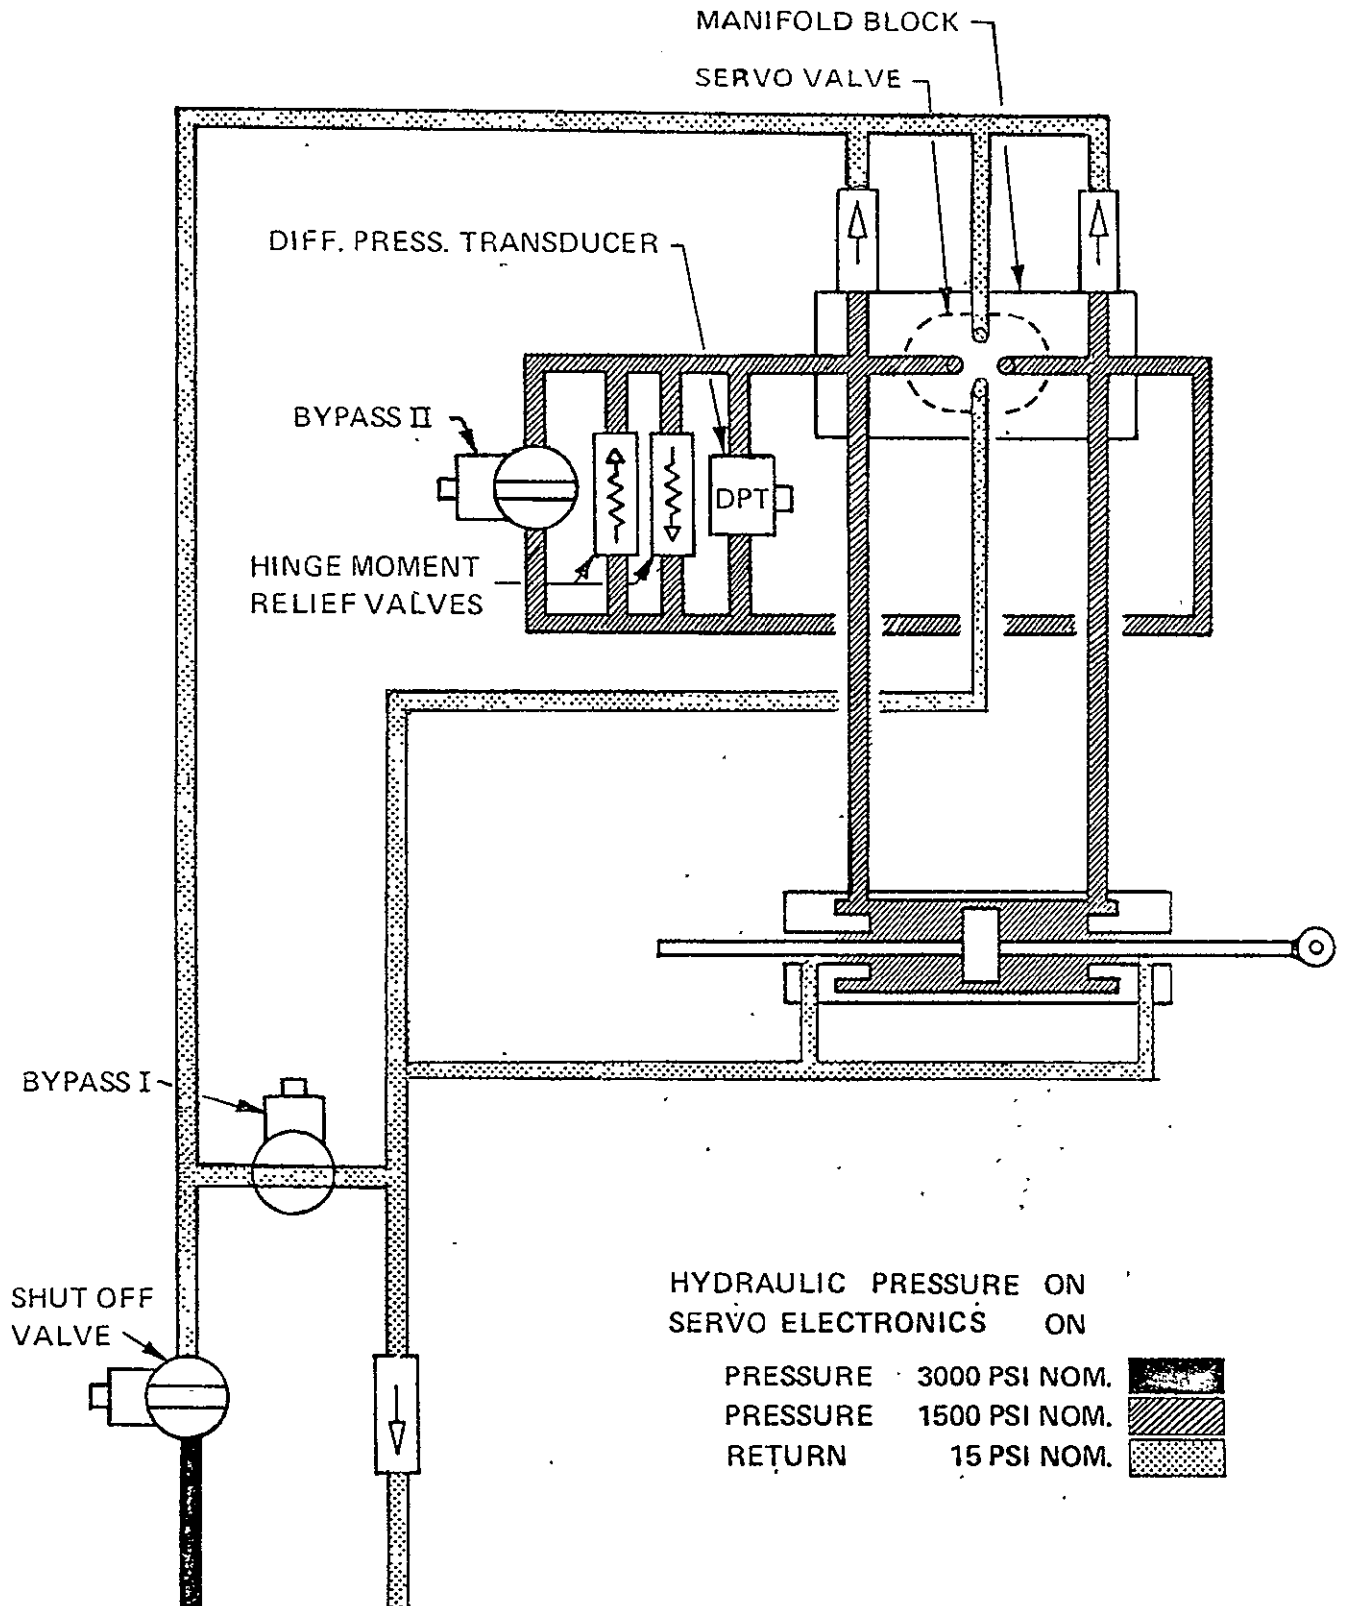 MANIFOLD BLOCK
SERVO VALVE
DIFF. PRESS. TRANSDUCER
BYPASS II
DPT
HINGE MOMENT
RELIEF VALVES
BYPASS I
SHUT OFF
VALVE
HYDRAULIC PRESSURE ON
SERVO ELECTRONICS ON
PRESSURE 3000 PSI NOM.
PRESSURE 1500 PSI NOM.
RETURN 15 PSI NOM.